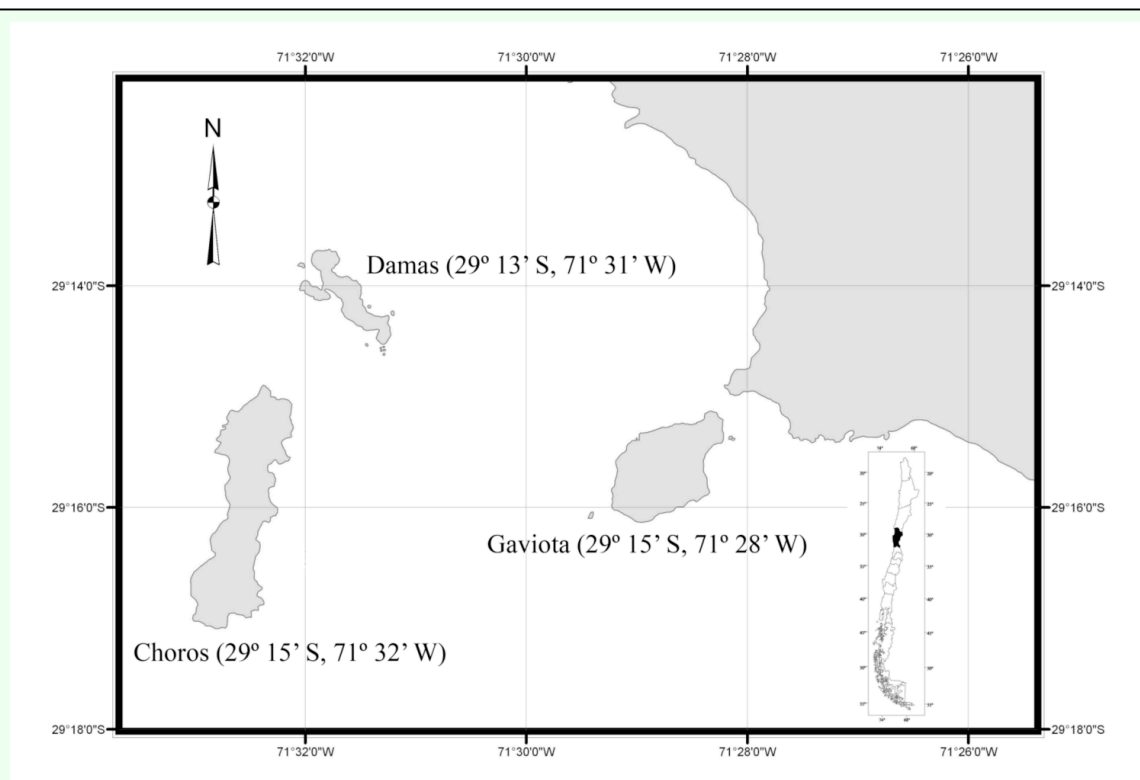 71°32'0"W 71°30'0"W 71°28'0"W 71°26'0"W
N
Damas (29º 13’ S, 71º 31’ W)
29°14'0"S 29°14'0"S
29°16'0"S 29°16'0"S
Gaviota (29º 15’ S, 71º 28’ W)
Choros (29º 15’ S, 71º 32’ W)
29°18'0"S 29°18'0"S
71°32'0"W 71°30'0"W 71°28'0"W 71°26'0"W